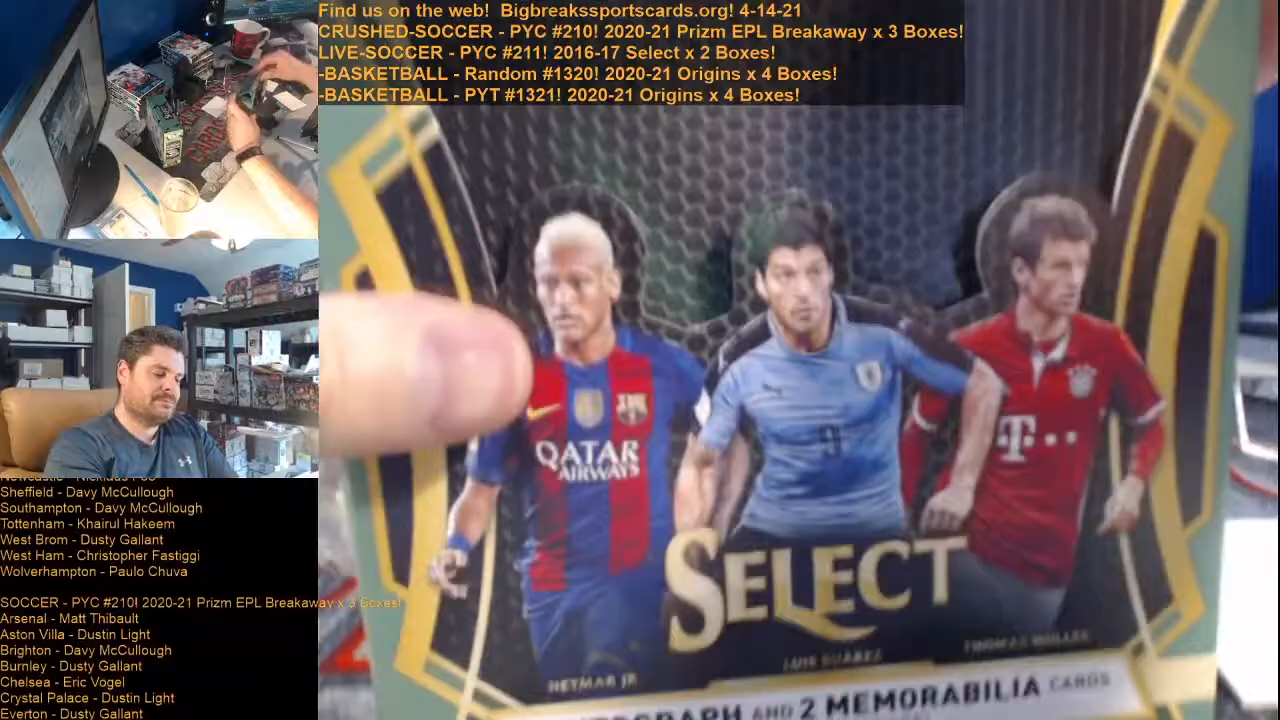 Find us on the web! Bigbreakssportscards.org! 4-14-21
CRUSHED-SOCCER - PYC #210! 2020-21 Prizm EPL Breakaway x 3 Boxes!
LIVE-SOCCER - PYC #211! 2016-17 Select x 2 Boxes!
-BASKETBALL - Random #1320! 2020-21 Origins x 4 Boxes!
-BASKETBALL - PYT #1321! 2020-21 Origins x 4 Boxes!
CARDS
QATAR
AIRWAYS
9
T
SELECT
NEYMAR JR
LUIS SUÁREZ
THOMAS MÜLLER
AND 2 MEMORABILIA CARDS
Sheffield - Davy McCullough
Southampton - Davy McCullough
Tottenham - Khairul Hakeem
West Brom - Dusty Gallant
West Ham - Christopher Fastiggi
Wolverhampton - Paulo Chuva
SOCCER - PYC #210! 2020-21 Prizm EPL Breakaway x 3 Boxes!
Arsenal - Matt Thibault
Aston Villa - Dustin Light
Brighton - Davy McCullough
Burnley - Dusty Gallant
Chelsea - Eric Vogel
Crystal Palace - Dustin Light
Everton - Dusty Gallant